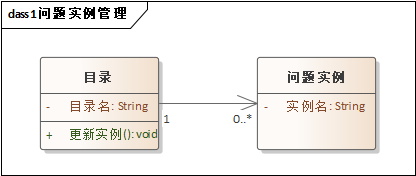 class1问题实例管理
目录
- 目录名: String
+ 更新实例(): void
1
0..*
问题实例
- 实例名: String